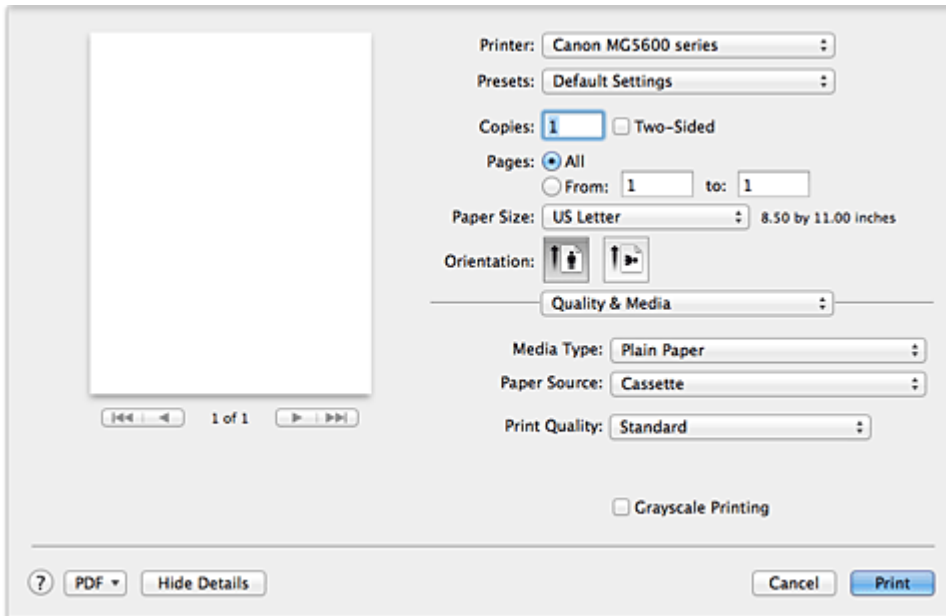 Printer: Canon MG5600 series
Presets: Default Settings
Copies: 1 Two-Sided
Pages: All
From: 1 to: 1
Paper Size: US Letter 8.50 by 11.00 inches
Orientation:
Quality & Media
Media Type: Plain Paper
Paper Source: Cassette
1 of 1
Print Quality: Standard
Grayscale Printing
? PDF Hide Details Cancel Print